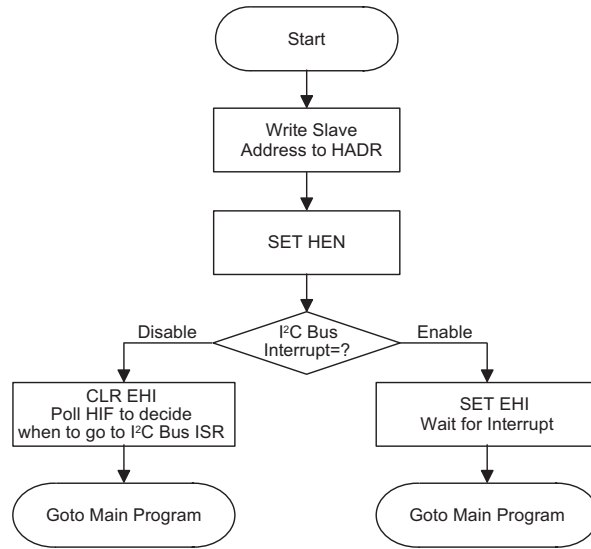 Start
Write Slave
Address to HADR
SET HEN
I²C Bus
Interrupt=?
Disable
Enable
CLR EHI
Poll HIF to decide
when to go to I²C Bus ISR
SET EHI
Wait for Interrupt
Goto Main Program
Goto Main Program